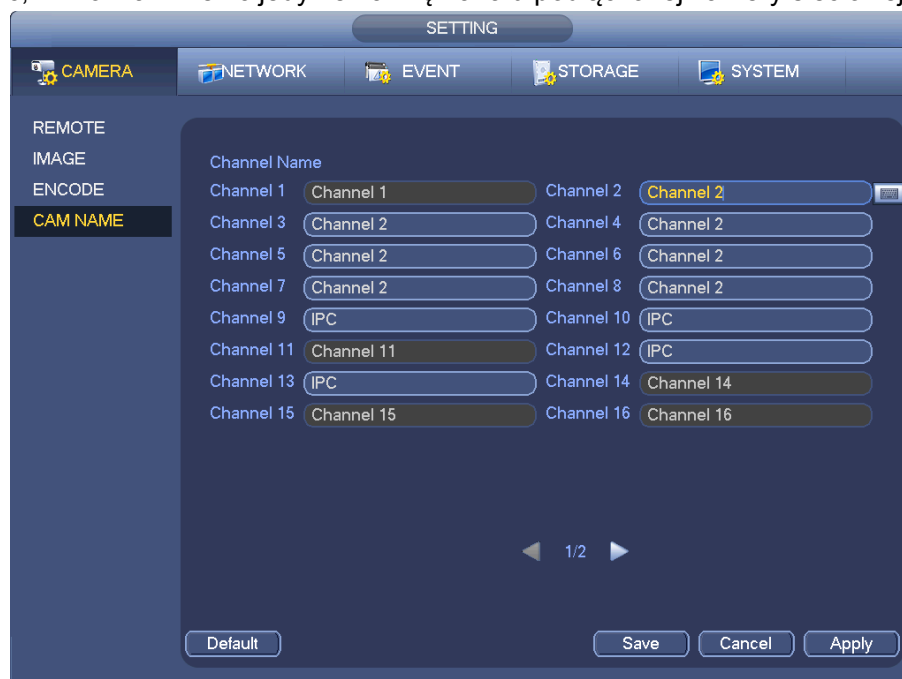 SETTING
CAMERA NETWORK EVENT STORAGE SYSTEM
REMOTE
IMAGE
ENCODE
CAM NAME
Channel Name
Channel 1 Channel 1 Channel 2 Channel 2
Channel 3 Channel 2 Channel 4 Channel 2
Channel 5 Channel 2 Channel 6 Channel 2
Channel 7 Channel 2 Channel 8 Channel 2
Channel 9 IPC Channel 10 IPC
Channel 11 Channel 11 Channel 12 IPC
Channel 13 IPC Channel 14 Channel 14
Channel 15 Channel 15 Channel 16 Channel 16
1/2
Default Save Cancel Apply